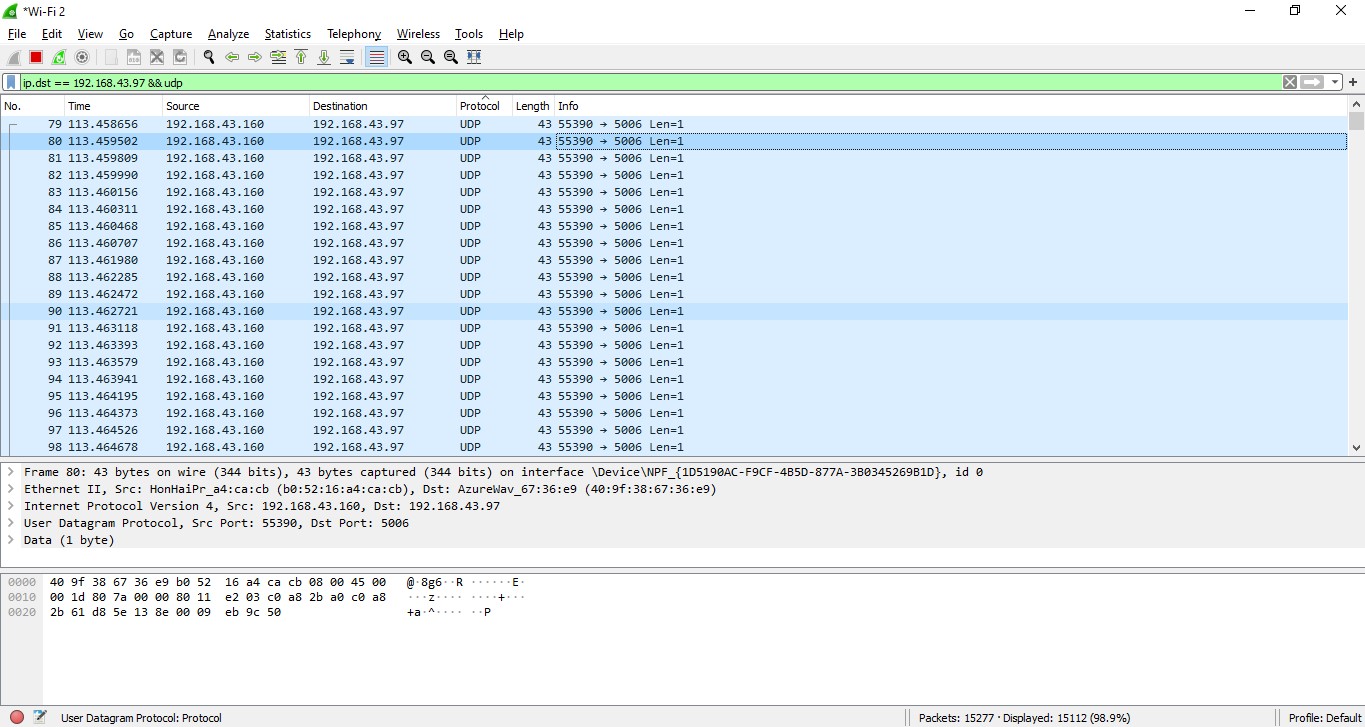 *Wi-Fi 2
File Edit View Go Capture Analyze Statistics Telephony Wireless Tools Help
ip.dst == 192.168.43.97 && udp
No. Time Source Destination Protocol Length Info
79 113.458656 192.168.43.160 192.168.43.97 UDP 43 55390 → 5006 Len=1
80 113.459502 192.168.43.160 192.168.43.97 UDP 43 55390 → 5006 Len=1
81 113.459809 192.168.43.160 192.168.43.97 UDP 43 55390 → 5006 Len=1
82 113.459990 192.168.43.160 192.168.43.97 UDP 43 55390 → 5006 Len=1
83 113.460156 192.168.43.160 192.168.43.97 UDP 43 55390 → 5006 Len=1
84 113.460311 192.168.43.160 192.168.43.97 UDP 43 55390 → 5006 Len=1
85 113.460468 192.168.43.160 192.168.43.97 UDP 43 55390 → 5006 Len=1
86 113.460707 192.168.43.160 192.168.43.97 UDP 43 55390 → 5006 Len=1
87 113.461980 192.168.43.160 192.168.43.97 UDP 43 55390 → 5006 Len=1
88 113.462285 192.168.43.160 192.168.43.97 UDP 43 55390 → 5006 Len=1
89 113.462472 192.168.43.160 192.168.43.97 UDP 43 55390 → 5006 Len=1
90 113.462721 192.168.43.160 192.168.43.97 UDP 43 55390 → 5006 Len=1
91 113.463118 192.168.43.160 192.168.43.97 UDP 43 55390 → 5006 Len=1
92 113.463393 192.168.43.160 192.168.43.97 UDP 43 55390 → 5006 Len=1
93 113.463579 192.168.43.160 192.168.43.97 UDP 43 55390 → 5006 Len=1
94 113.463941 192.168.43.160 192.168.43.97 UDP 43 55390 → 5006 Len=1
95 113.464195 192.168.43.160 192.168.43.97 UDP 43 55390 → 5006 Len=1
96 113.464373 192.168.43.160 192.168.43.97 UDP 43 55390 → 5006 Len=1
97 113.464526 192.168.43.160 192.168.43.97 UDP 43 55390 → 5006 Len=1
98 113.464678 192.168.43.160 192.168.43.97 UDP 43 55390 → 5006 Len=1
Frame 80: 43 bytes on wire (344 bits), 43 bytes captured (344 bits) on interface \Device\NPF_{1D5190AC-F9CF-4B5D-877A-3B0345269B1D}, id 0
Ethernet II, Src: HonHaiPr_a4:ca:cb (b0:52:16:a4:ca:cb), Dst: AzureWav_67:36:e9 (40:9f:38:67:36:e9)
Internet Protocol Version 4, Src: 192.168.43.160, Dst: 192.168.43.97
User Datagram Protocol, Src Port: 55390, Dst Port: 5006
Data (1 byte)
0000 40 9f 38 67 36 e9 b0 52 16 a4 ca cb 08 00 45 00 @·8g6··R ······E·
0010 00 1d 80 7a 00 00 80 11 e2 03 c0 a8 2b a0 c0 a8 ···z···· ····+···
0020 2b 61 d8 5e 13 8e 00 09 eb 9c 50 +a·^···· ··P
User Datagram Protocol: Protocol Packets: 15277 · Displayed: 15112 (98.9%) Profile: Default